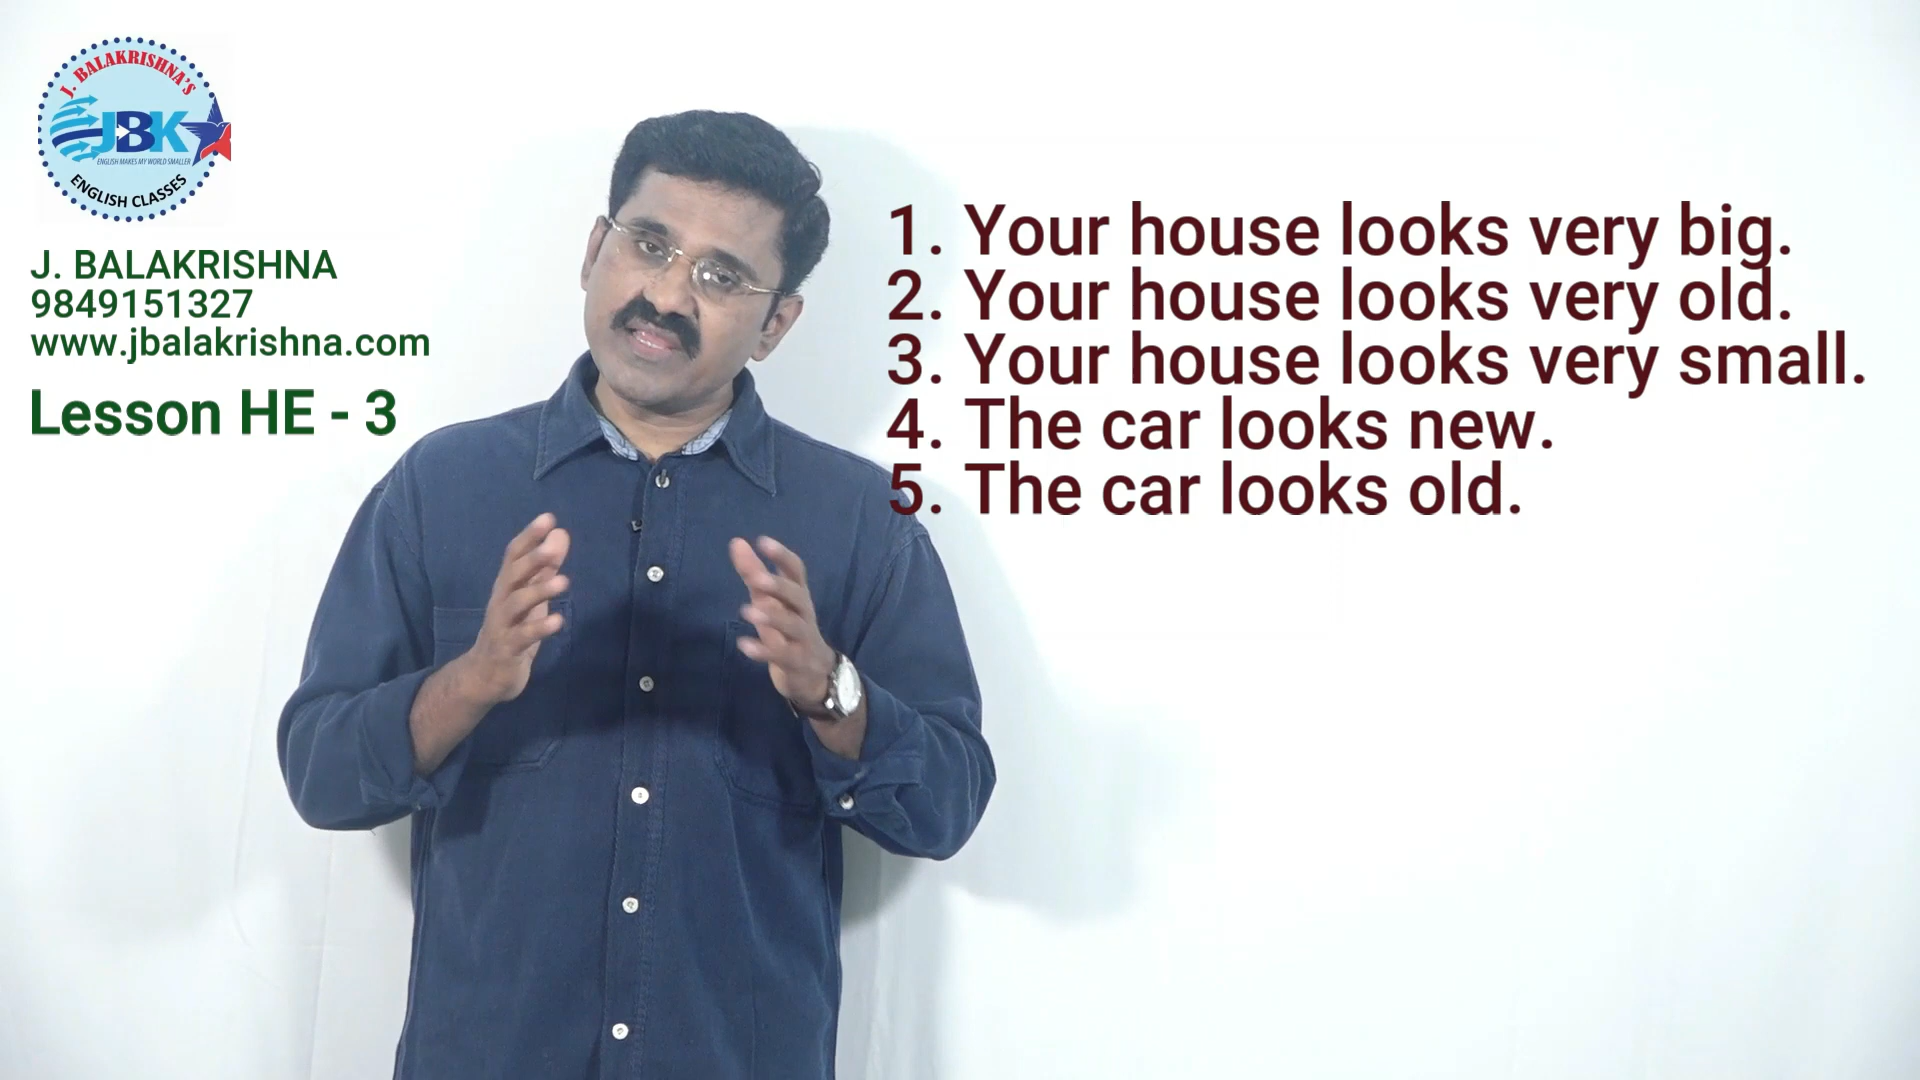 J. BALAKRISHNA'S
JBK
ENGLISH MAKES MY WORLD SMALLER
ENGLISH CLASSES
J. BALAKRISHNA
9849151327
www.jbalakrishna.com
Lesson HE - 3
1. Your house looks very big.
2. Your house looks very old.
3. Your house looks very small.
4. The car looks new.
5. The car looks old.